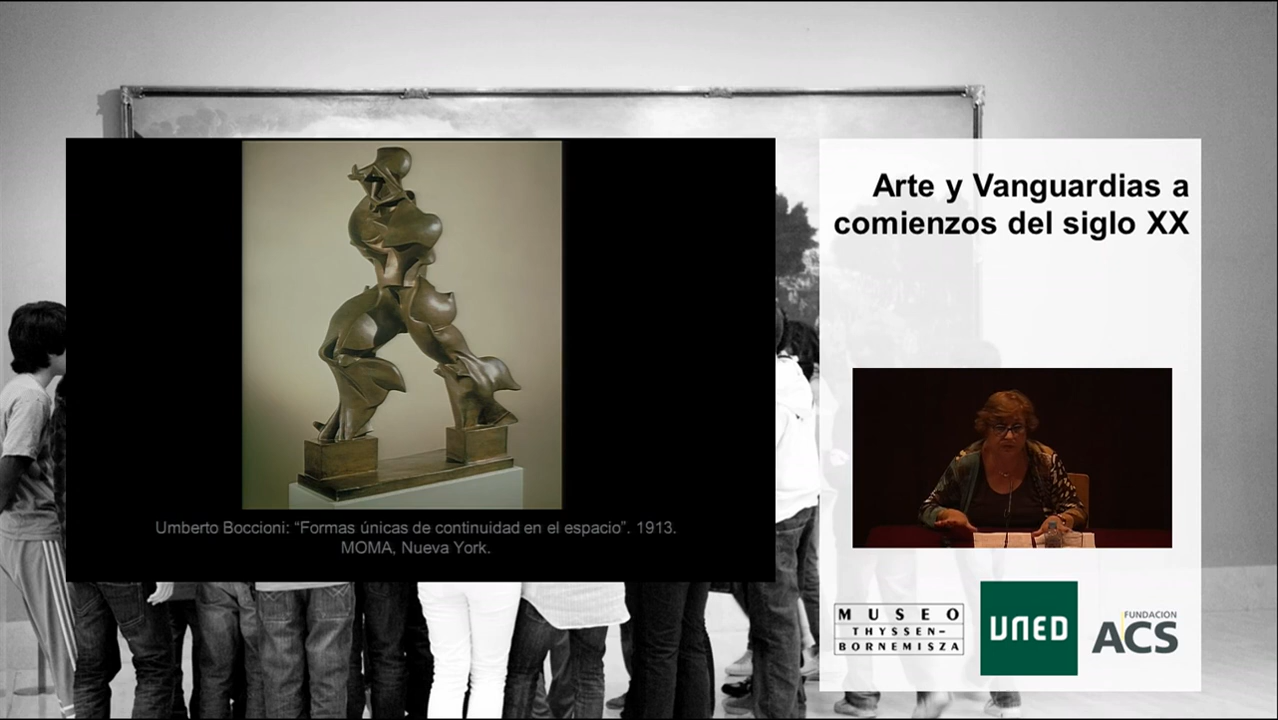 Arte y Vanguardias a
comienzos del siglo XX
Umberto Boccioni: “Formas únicas de continuidad en el espacio”. 1913.
MOMA, Nueva York.
MUSEO
THYSSEN-
BORNEMISZA
UNED
FUNDACION
ACS